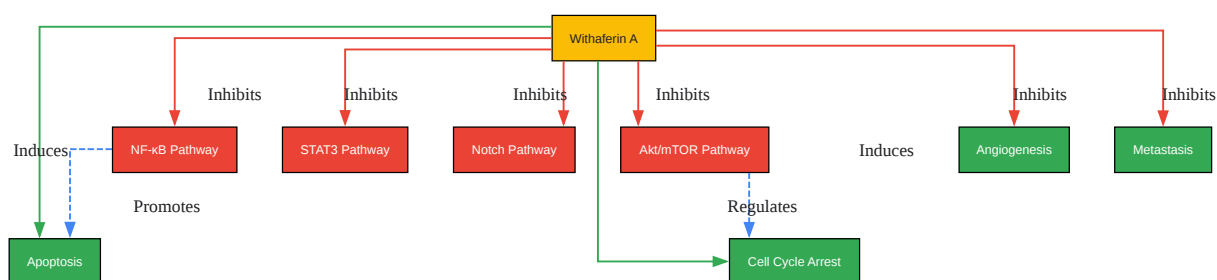 Withaferin A
Inhibits
Inhibits
Inhibits
Inhibits
Inhibits
Inhibits
Induces
NF-κB Pathway
STAT3 Pathway
Notch Pathway
Akt/mTOR Pathway
Induces
Angiogenesis
Metastasis
Promotes
Regulates
Apoptosis
Cell Cycle Arrest